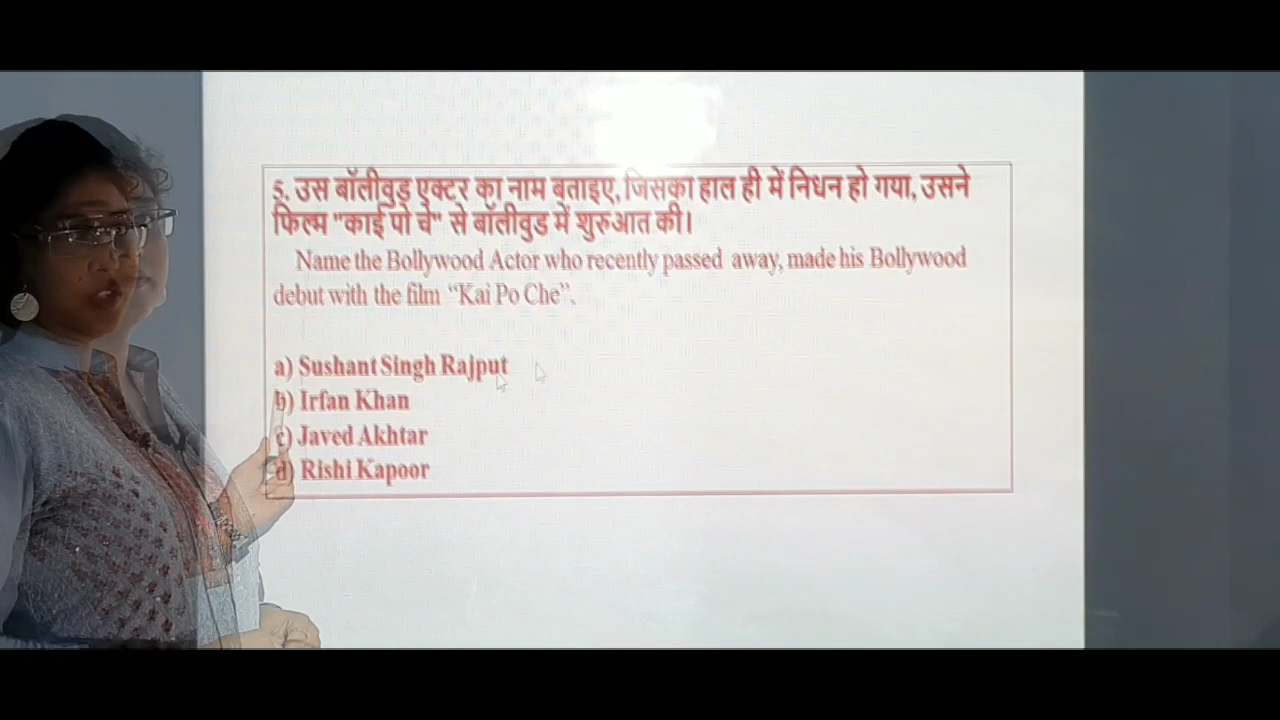 5. उस बॉलीवुड एक्टर का नाम बताइए, जिसका हाल ही में निधन हो गया, उसने
फिल्म "काई पो चे" से बॉलीवुड में शुरुआत की।
Name the Bollywood Actor who recently passed away, made his Bollywood
debut with the film “Kai Po Che”.
a) Sushant Singh Rajput
b) Irfan Khan
c) Javed Akhtar
d) Rishi Kapoor